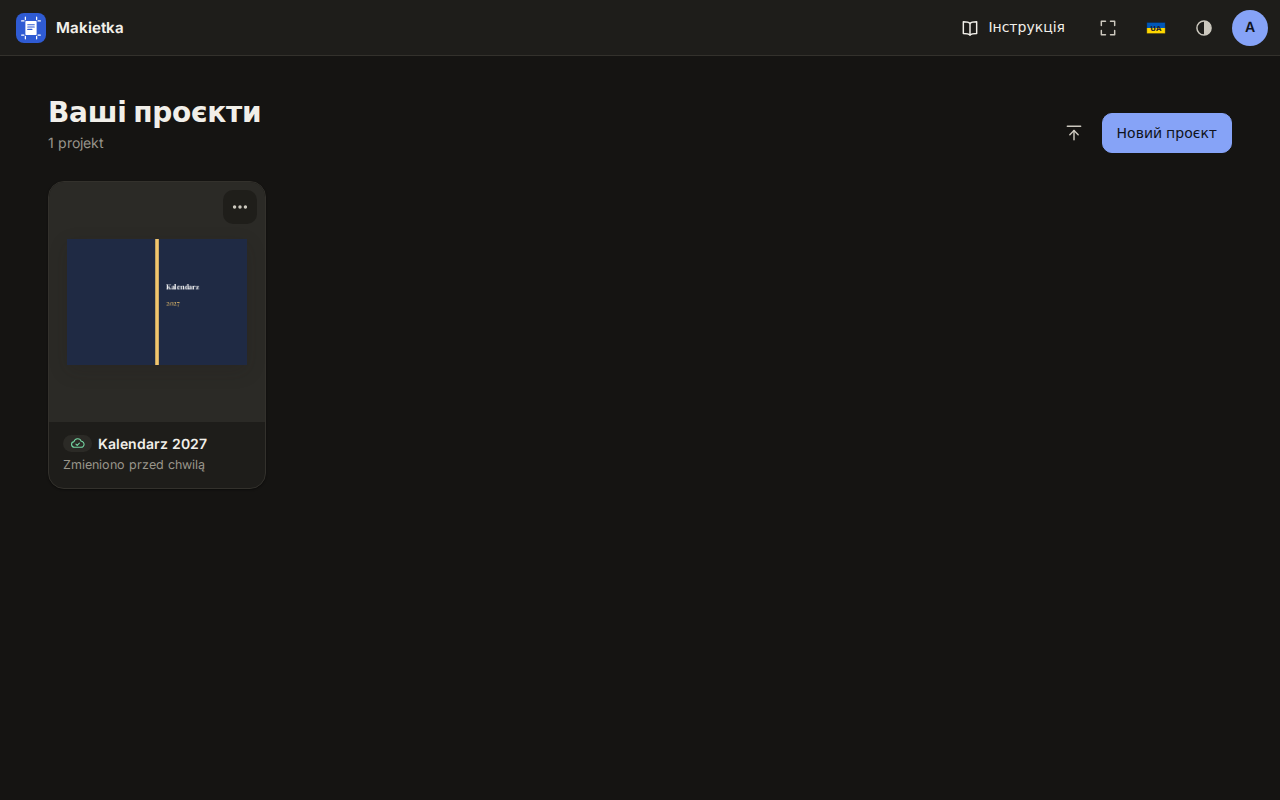 Makietka
Інструкція
UA
A
Ваші проєкти
1 projekt
Новий проєкт
Kalendarz
2027
Kalendarz 2027
Zmieniono przed chwilą